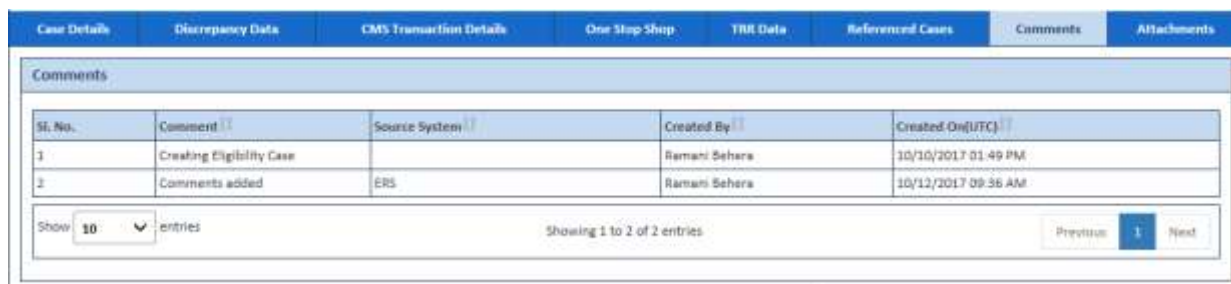 Case Details Discrepancy Data CMS Transaction Details One Stop Shop TRR Data Referenced Cases Comments Attachments
Comments
Sl. No. Comment Source System Created By Created On(UTC)
1 Creating Eligibility Case Ramani Behera 10/10/2017 01:49 PM
2 Comments added ERS Ramani Behera 10/12/2017 09:36 AM
Show 10 entries Showing 1 to 2 of 2 entries Previous 1 Next